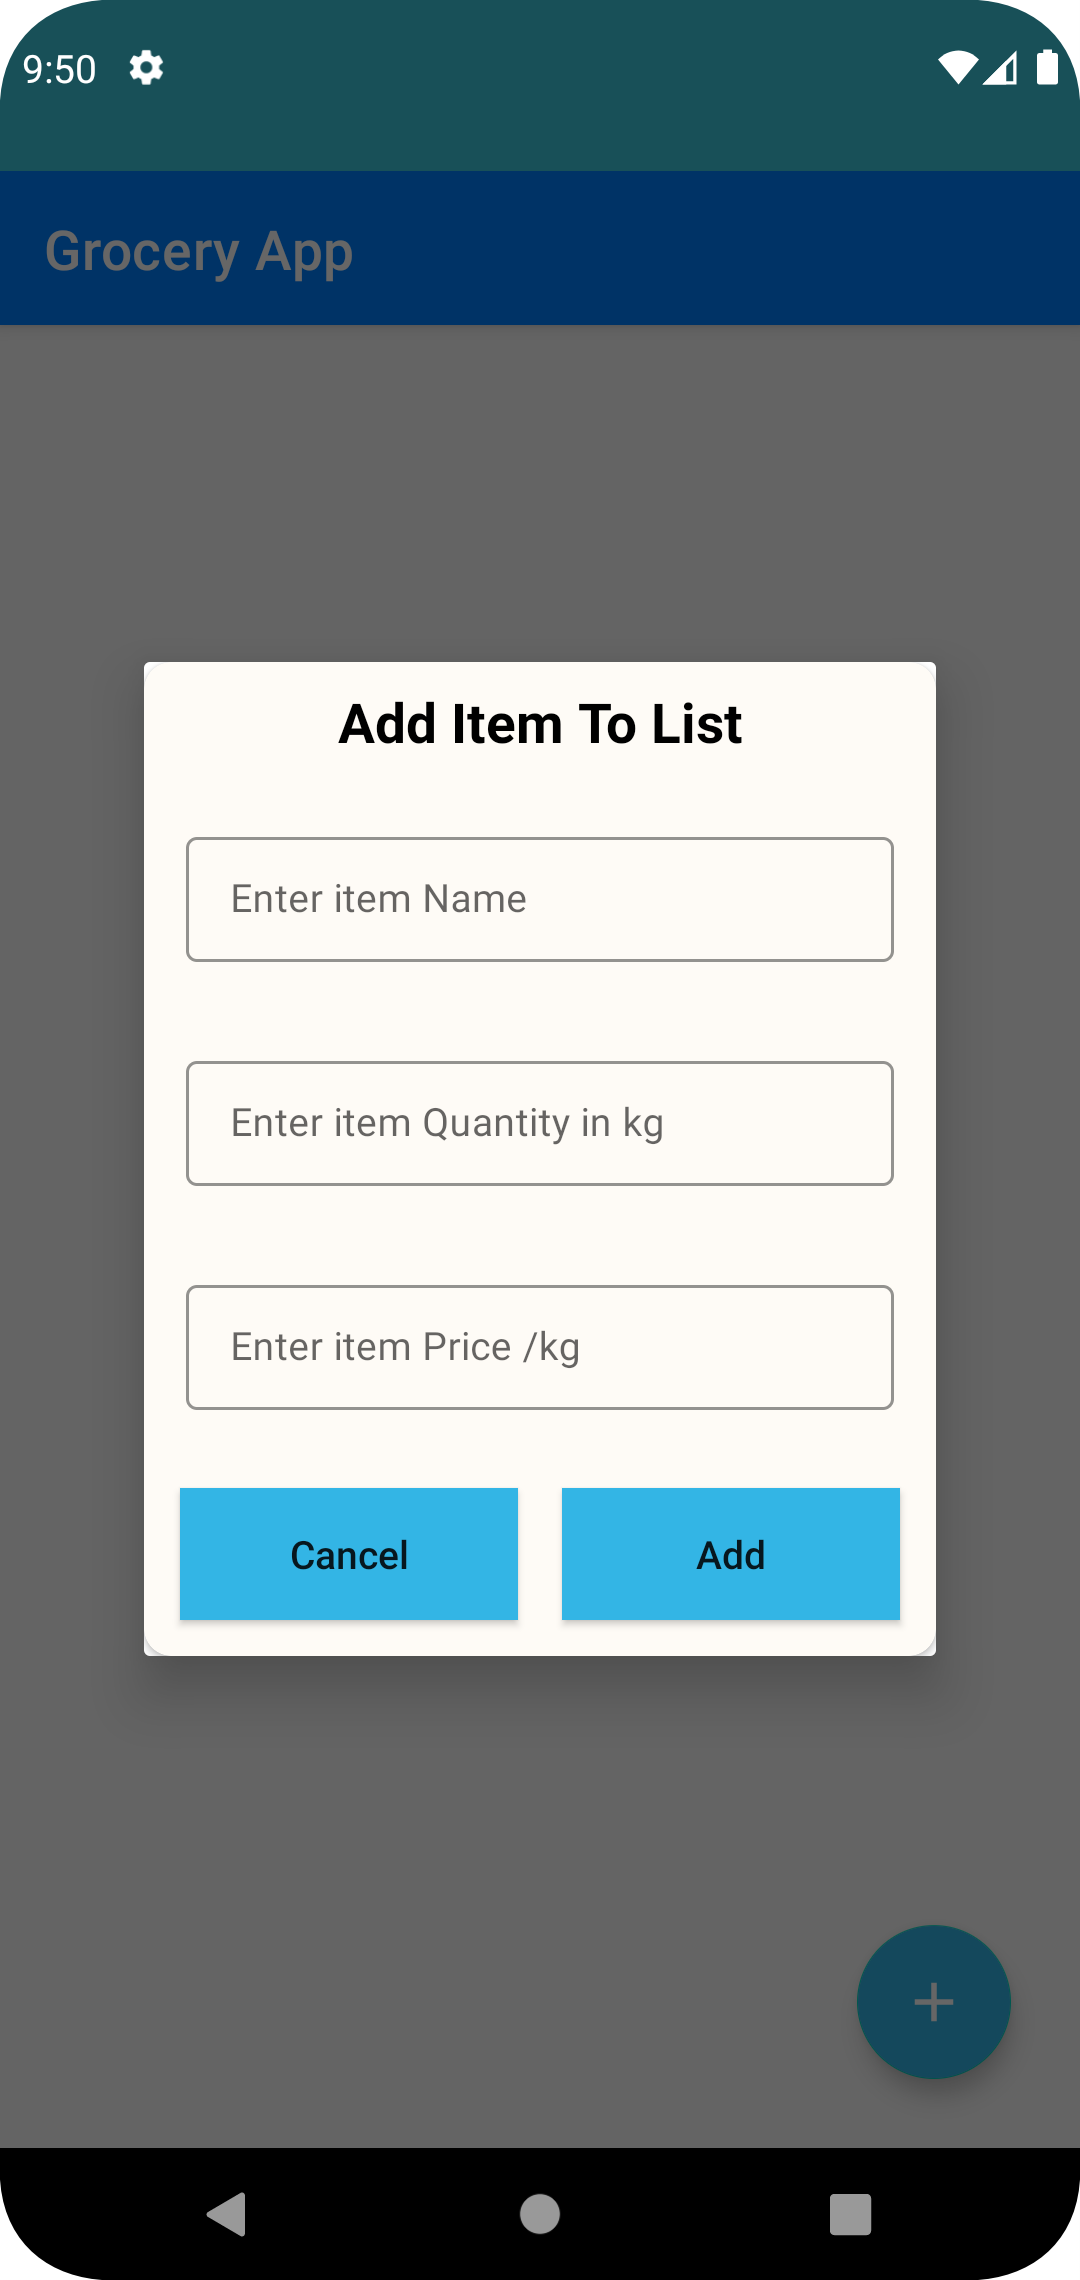 9:50
Grocery App
Add Item To List
Enter item Name
Enter item Quantity in kg
Enter item Price /kg
Cancel
Add